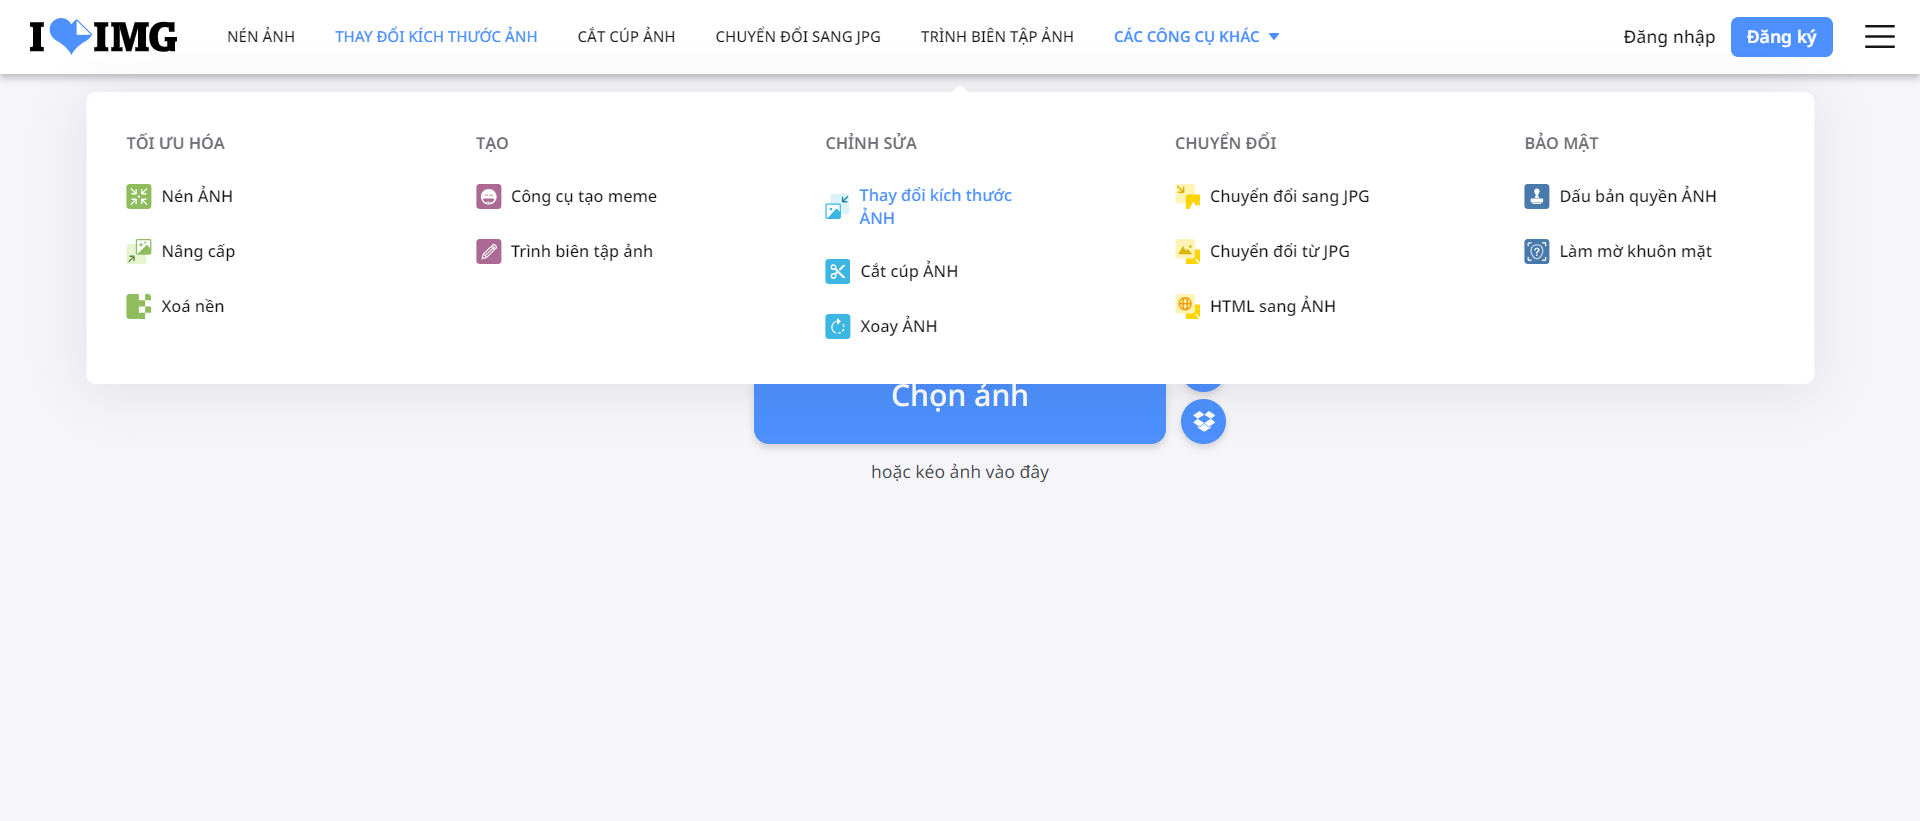 I IMG
NÉN ẢNH
THAY ĐỔI KÍCH THƯỚC ẢNH
CẮT CÚP ẢNH
CHUYỂN ĐỔI SANG JPG
TRÌNH BIÊN TẬP ẢNH
CÁC CÔNG CỤ KHÁC
Đăng nhập
Đăng ký
TỐI ƯU HÓA
Nén ẢNH
Nâng cấp
Xoá nền
TẠO
Công cụ tạo meme
Trình biên tập ảnh
CHỈNH SỬA
Thay đổi kích thước
ẢNH
Cắt cúp ẢNH
Xoay ẢNH
CHUYỂN ĐỔI
Chuyển đổi sang JPG
Chuyển đổi từ JPG
HTML sang ẢNH
BẢO MẬT
Dấu bản quyền ẢNH
Làm mờ khuôn mặt
Chọn ảnh
hoặc kéo ảnh vào đây